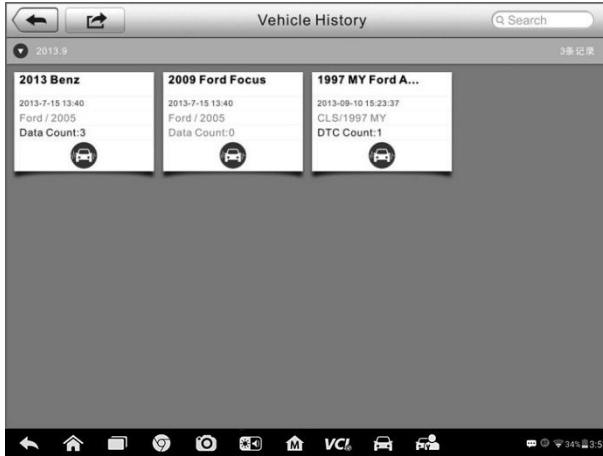 Vehicle History
Search
2013.9
3条记录
2013 Benz
2013-7-15 13:40
Ford / 2005
Data Count:3
2009 Ford Focus
2013-7-15 13:40
Ford / 2005
Data Count:0
1997 MY Ford A...
2013-09-10 15:23:37
CLS/1997 MY
DTC Count:1
M
VCI
34%
3:5